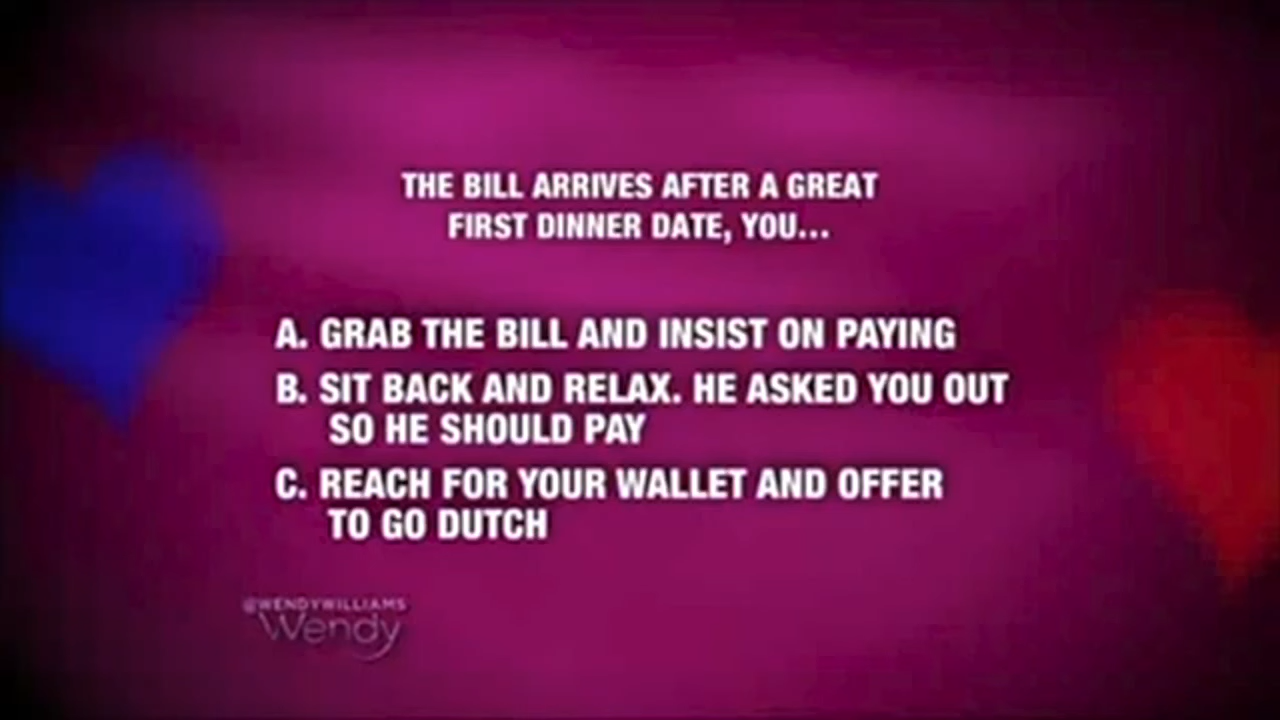 THE BILL ARRIVES AFTER A GREAT
FIRST DINNER DATE, YOU...
A. GRAB THE BILL AND INSIST ON PAYING
B. SIT BACK AND RELAX. HE ASKED YOU OUT
SO HE SHOULD PAY
C. REACH FOR YOUR WALLET AND OFFER
TO GO DUTCH
@WENDYWILLIAMS
Wendy